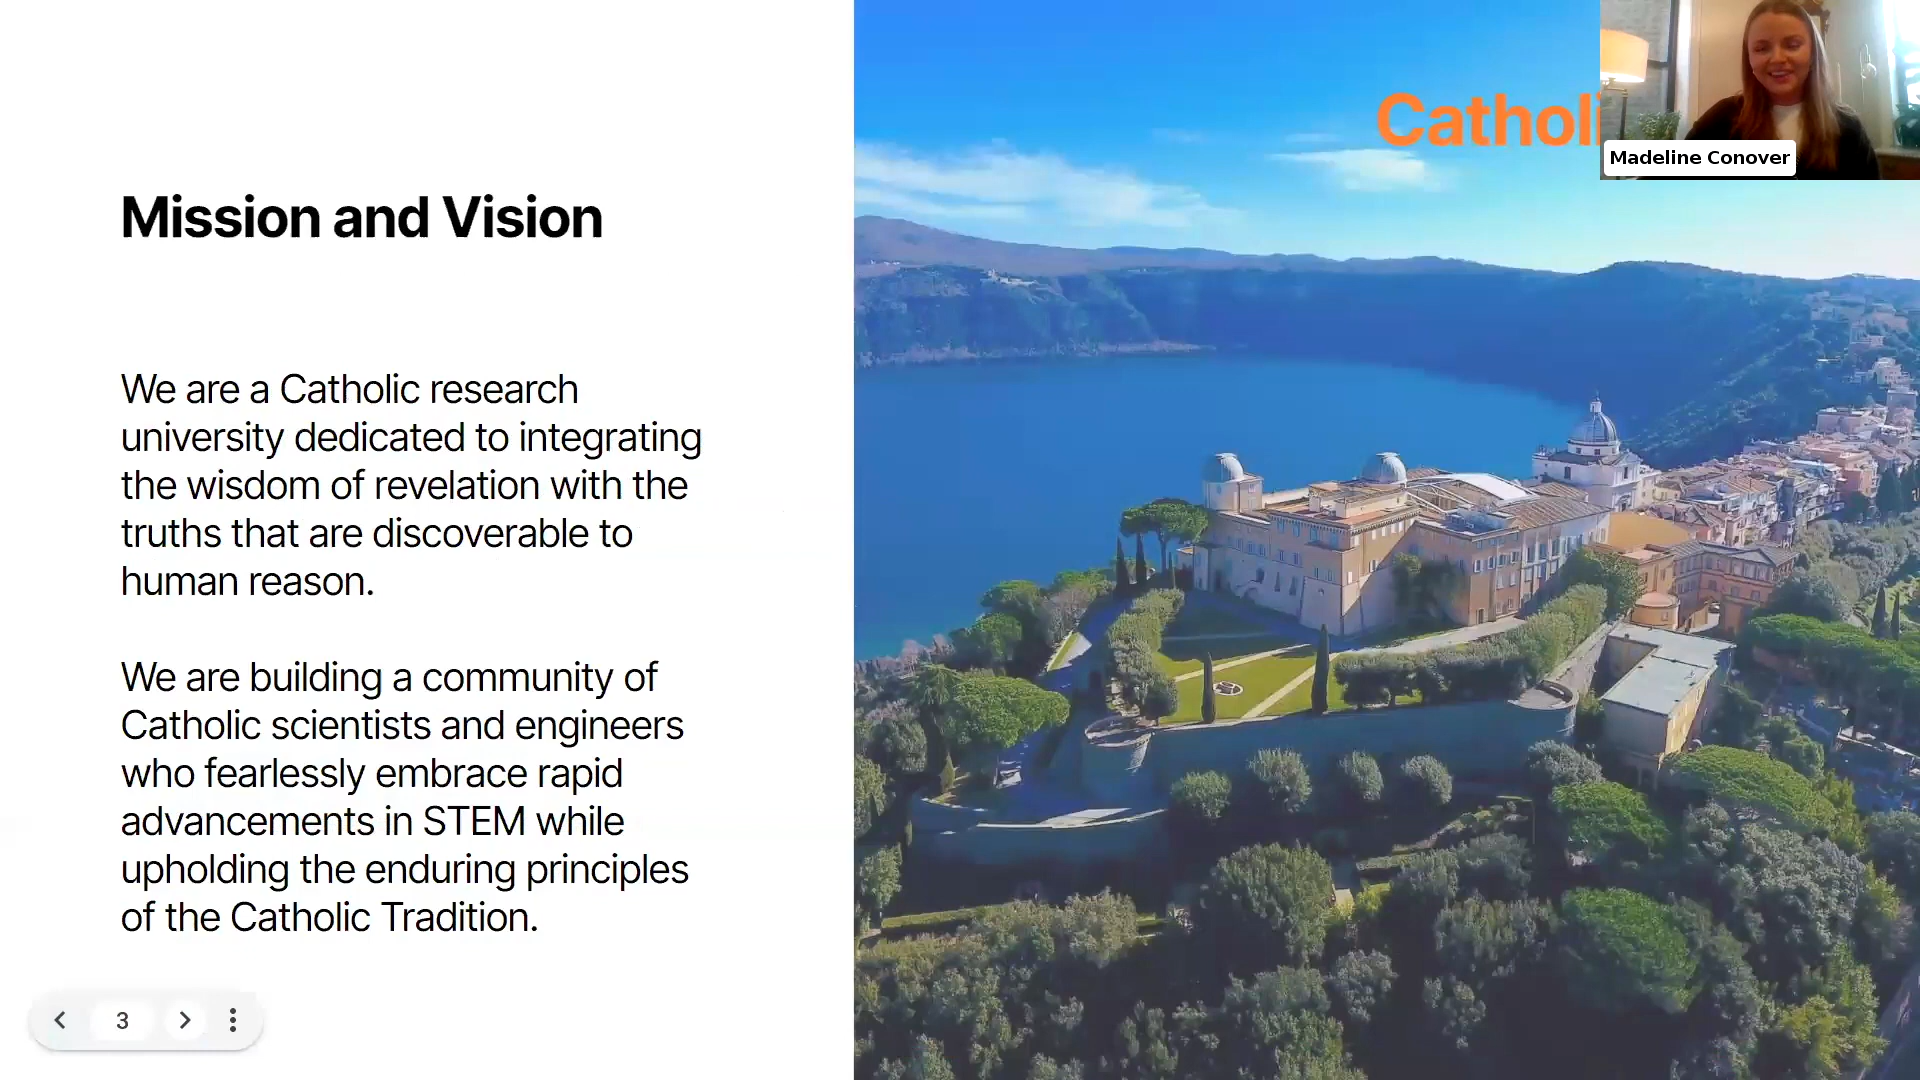 Catholi
Madeline Conover
Mission and Vision
We are a Catholic research
university dedicated to integrating
the wisdom of revelation with the
truths that are discoverable to
human reason.
We are building a community of
Catholic scientists and engineers
who fearlessly embrace rapid
advancements in STEM while
upholding the enduring principles
of the Catholic Tradition.
3